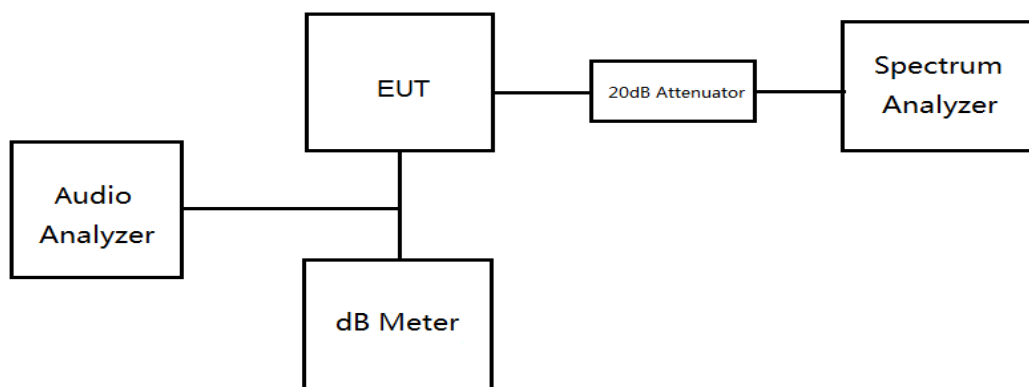 EUT
20dB Attenuator
Spectrum
Analyzer
Audio
Analyzer
dB Meter